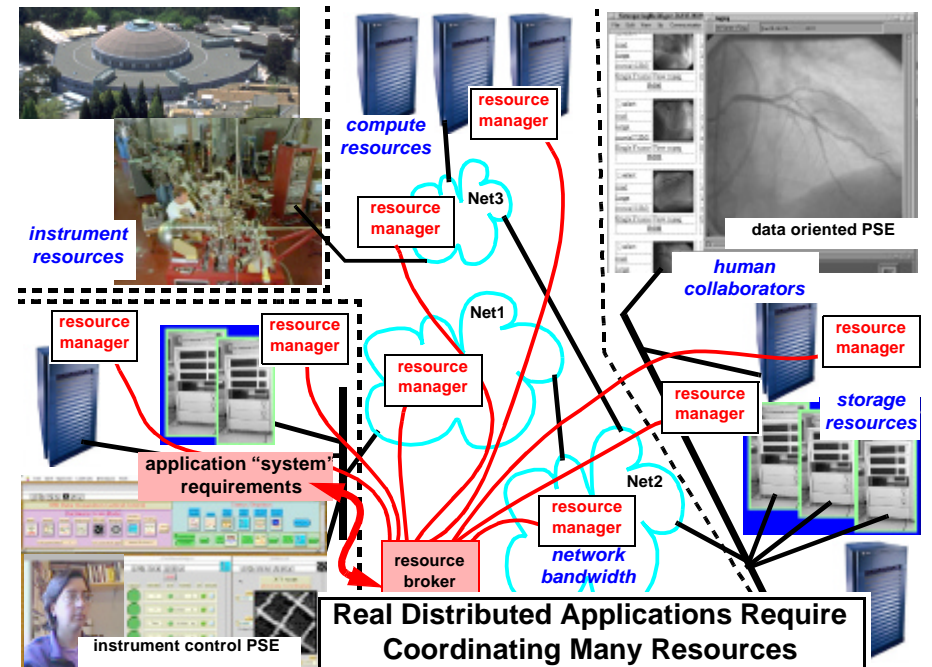 resource
manager
compute
resources
Net3
resource
manager
data oriented PSE
instrument
resources
human
collaborators
resource
manager
resource
manager
Net1
resource
manager
resource
manager
resource
manager
storage
resources
application “system’
requirements
Net2
resource
manager
resource
broker
network
bandwidth
instrument control PSE
Real Distributed Applications Require
Coordinating Many Resources